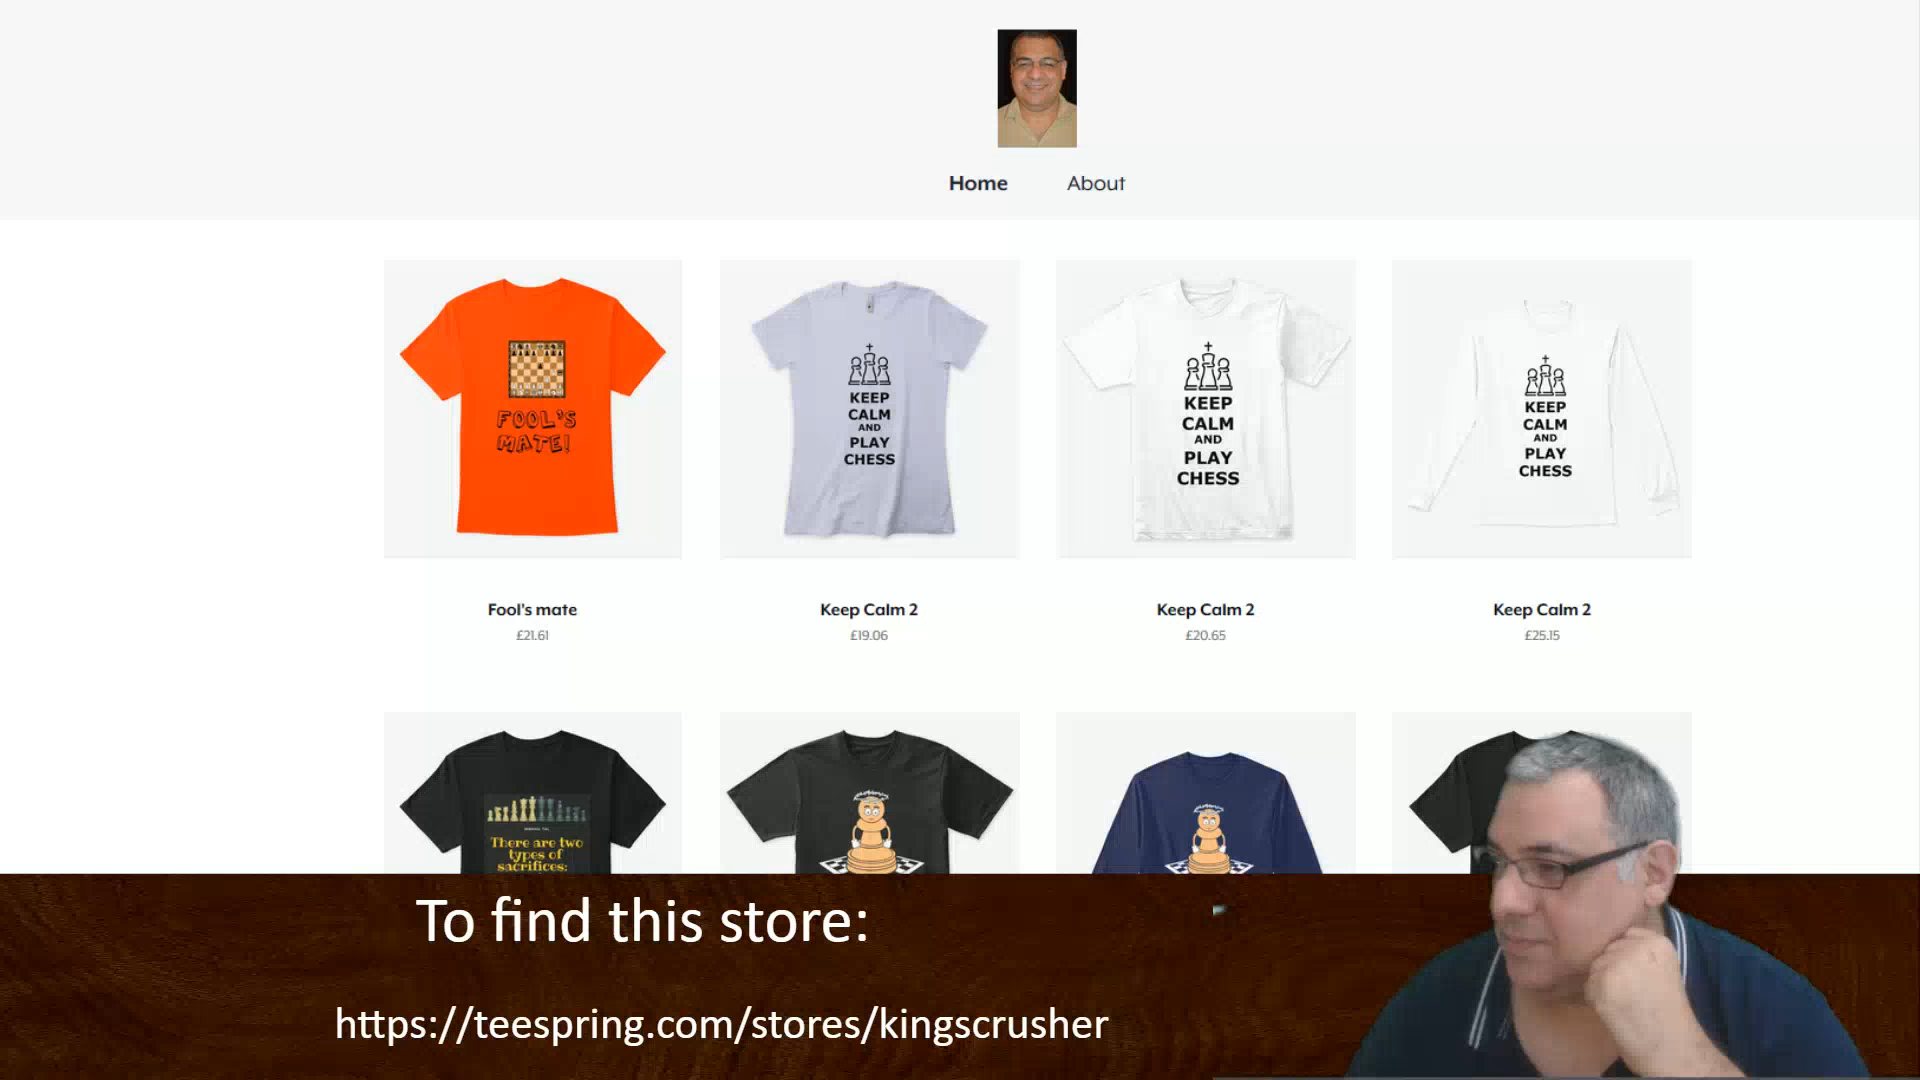 Home About
FOOL'S
MATE!
KEEP
CALM
AND
PLAY
CHESS
KEEP
CALM
AND
PLAY
CHESS
KEEP
CALM
AND
PLAY
CHESS
Fool's mate
£21.61
Keep Calm 2
£19.06
Keep Calm 2
£20.65
Keep Calm 2
£25.15
There are two
types of
sacrifices:
To find this store:
https://teespring.com/stores/kingscrusher